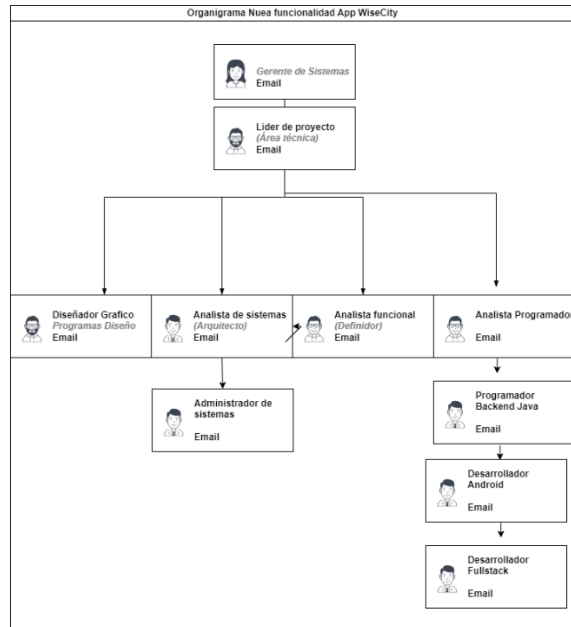 Organigrama Nuea funcionalidad App WiseCity
Gerente de Sistemas
Email
Lider de proyecto
(Área técnica)
Email
Diseñador Grafico
Programas Diseño
Email
Analista de sistemas
(Arquitecto)
Email
Analista funcional
(Definidor)
Email
Analista Programador
Email
Administrador de
sistemas
Email
Programador
Backend Java
Email
Desarrollador
Android
Email
Desarrollador
Fullstack
Email